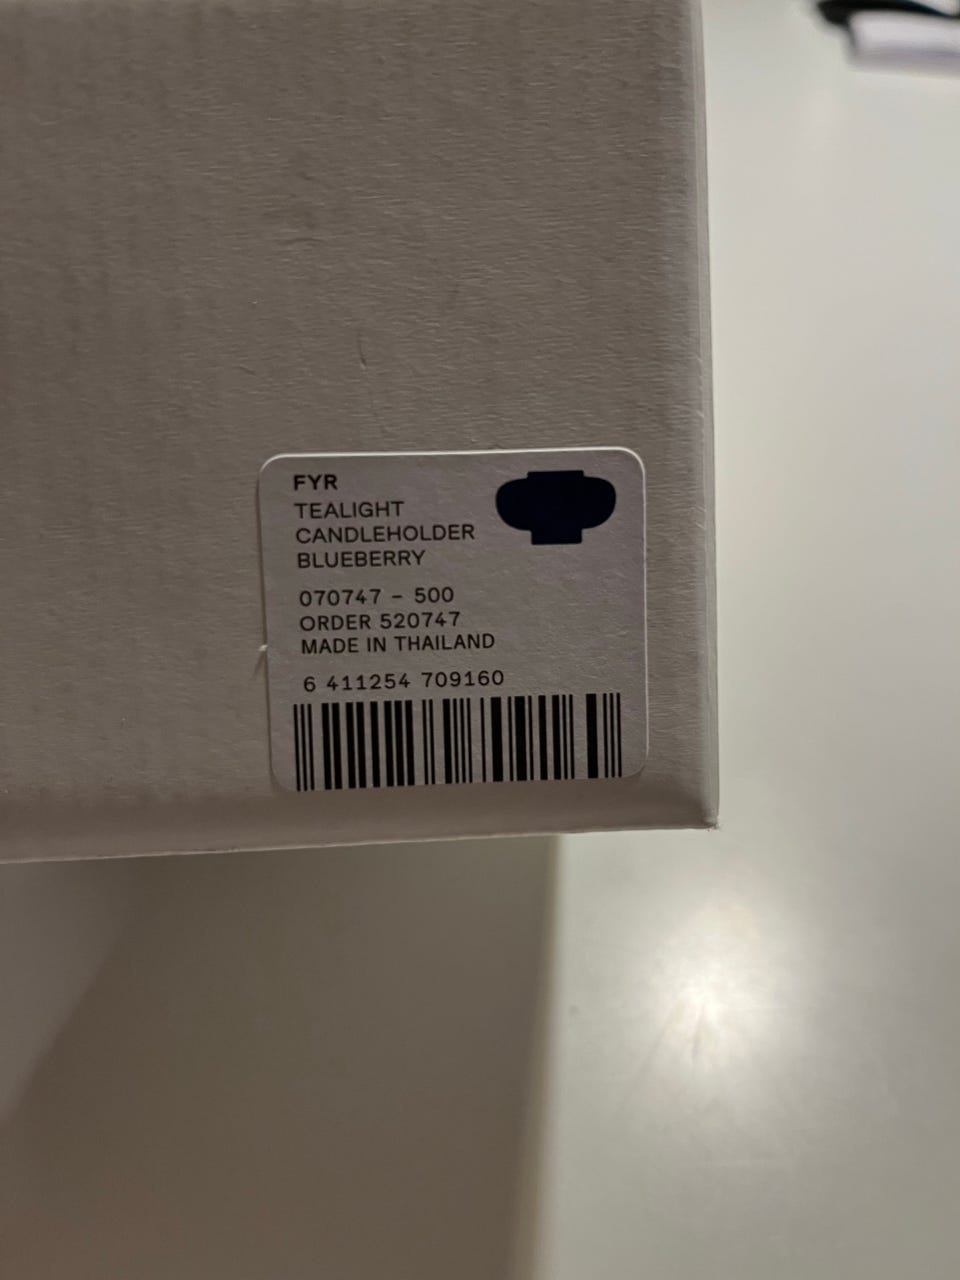 FYR
TEALIGHT
CANDLEHOLDER
BLUEBERRY
070747 – 500
ORDER 520747
MADE IN THAILAND
6 411254 709160